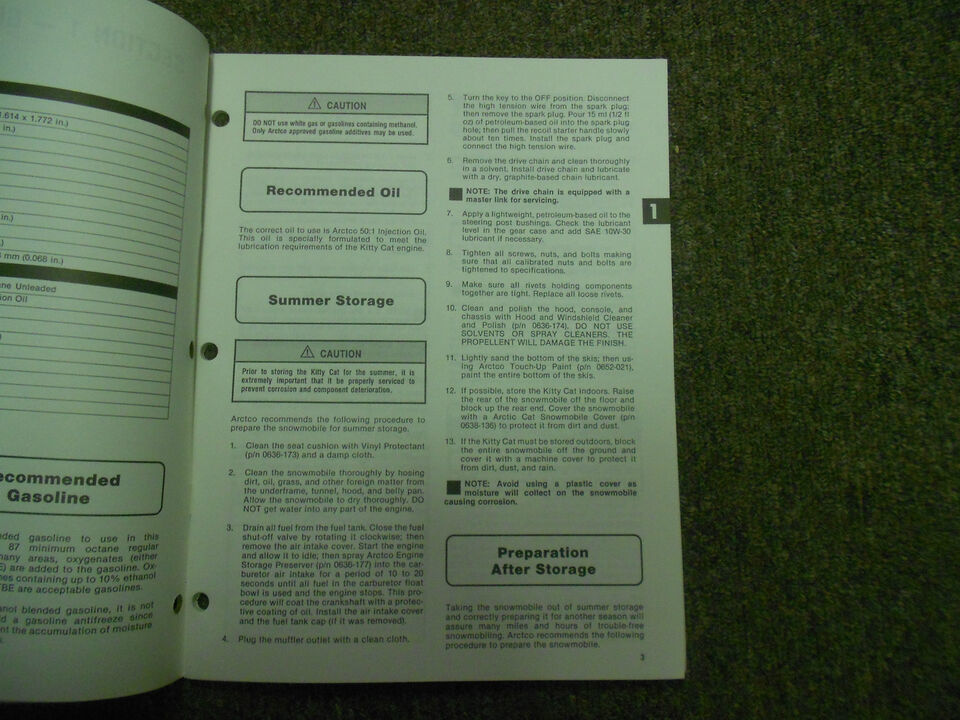 SECTION 1 —
1.614 x 1.772 in.)
in.)
in.)
mm (0.068 in.)
Unleaded
ion Oil
ecommended
Gasoline
ded gasoline to use in this
87 minimum octane regular
many areas, oxygenates (either
E) are added to the gasoline. Ox-
nes containing up to 10% ethanol
TBE are acceptable gasolines.
nol blended gasoline, it is not
d a gasoline antifreeze since
nt the accumulation of moisture
⚠ CAUTION
DO NOT use white gas or gasolines containing methanol.
Only Arctco approved gasoline additives may be used.
Recommended Oil
The correct oil to use is Arctco 50:1 Injection Oil.
This oil is specially formulated to meet the
lubrication requirements of the Kitty Cat engine.
Summer Storage
⚠ CAUTION
Prior to storing the Kitty Cat for the summer, it is
extremely important that it be properly serviced to
prevent corrosion and component deterioration.
Arctco recommends the following procedure to
prepare the snowmobile for summer storage.
1. Clean the seat cushion with Vinyl Protectant
(p/n 0636-173) and a damp cloth.
2. Clean the snowmobile thoroughly by hosing
dirt, oil, grass, and other foreign matter from
the underframe, tunnel, hood, and belly pan.
Allow the snowmobile to dry thoroughly. DO
NOT get water into any part of the engine.
3. Drain all fuel from the fuel tank. Close the fuel
shut-off valve by rotating it clockwise; then
remove the air intake cover. Start the engine
and allow it to idle; then spray Arctco Engine
Storage Preserver (p/n 0636-177) into the car-
buretor air intake for a period of 10 to 20
seconds until all fuel in the carburetor float
bowl is used and the engine stops. This pro-
cedure will coat the crankshaft with a protec-
tive coating of oil. Install the air intake cover
and the fuel tank cap (if it was removed).
4. Plug the muffler outlet with a clean cloth.
5. Turn the key to the OFF position. Disconnect
the high tension wire from the spark plug;
then remove the spark plug. Pour 15 ml (1/2 fl
oz) of petroleum-based oil into the spark plug
hole; then pull the recoil starter handle slowly
about ten times. Install the spark plug and
connect the high tension wire.
6. Remove the drive chain and clean thoroughly
in a solvent. Install drive chain and lubricate
with a dry, graphite-based chain lubricant.
NOTE: The drive chain is equipped with a
master link for servicing.
7. Apply a lightweight, petroleum-based oil to the
steering post bushings. Check the lubricant
level in the gear case and add SAE 10W-30
lubricant if necessary.
8. Tighten all screws, nuts, and bolts making
sure that all calibrated nuts and bolts are
tightened to specifications.
9. Make sure all rivets holding components
together are tight. Replace all loose rivets.
10. Clean and polish the hood, console, and
chassis with Hood and Windshield Cleaner
and Polish (p/n 0636-174). DO NOT USE
SOLVENTS OR SPRAY CLEANERS. THE
PROPELLENT WILL DAMAGE THE FINISH.
11. Lightly sand the bottom of the skis; then us-
ing Arctco Touch-Up Paint (p/n 0652-021),
paint the entire bottom of the skis.
12. If possible, store the Kitty Cat indoors. Raise
the rear of the snowmobile off the floor and
block up the rear end. Cover the snowmobile
with a Arctic Cat Snowmobile Cover (p/n
0638-136) to protect it from dirt and dust.
13. If the Kitty Cat must be stored outdoors, block
the entire snowmobile off the ground and
cover it with a machine cover to protect it
from dirt, dust, and rain.
NOTE: Avoid using a plastic cover as
moisture will collect on the snowmobile
causing corrosion.
Preparation
After Storage
Taking the snowmobile out of summer storage
and correctly preparing it for another season will
assure many miles and hours of trouble-free
snowmobiling. Arctco recommends the following
procedure to prepare the snowmobile.
1
3